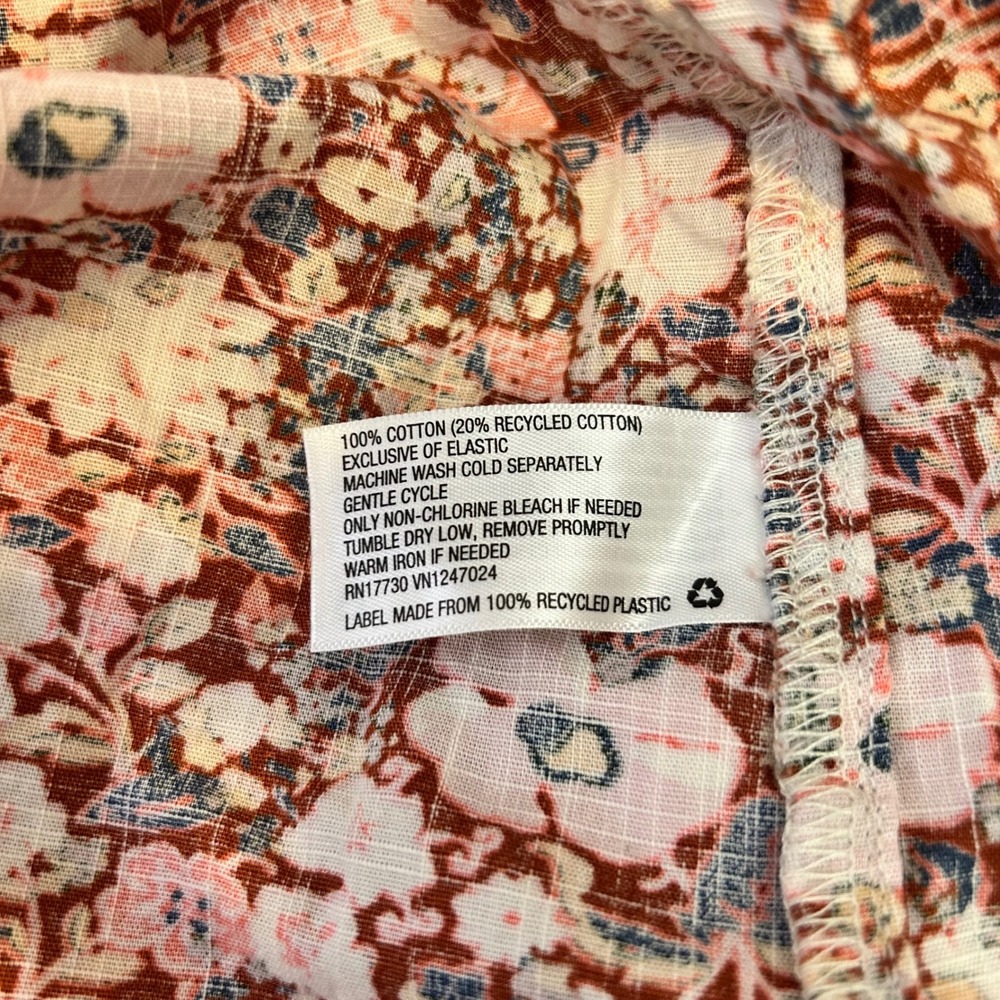 100% COTTON (20% RECYCLED COTTON)
EXCLUSIVE OF ELASTIC
MACHINE WASH COLD SEPARATELY
GENTLE CYCLE
ONLY NON-CHLORINE BLEACH IF NEEDED
TUMBLE DRY LOW, REMOVE PROMPTLY
WARM IRON IF NEEDED
RN17730 VN1247024
LABEL MADE FROM 100% RECYCLED PLASTIC